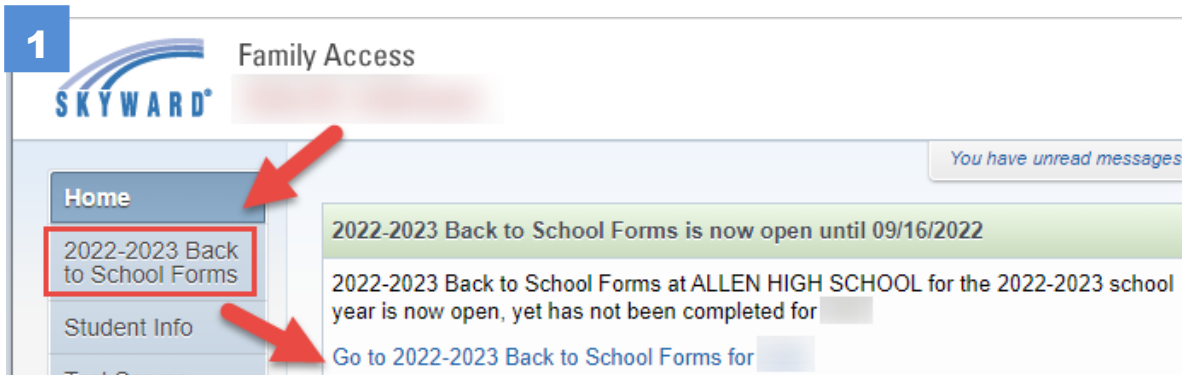 1
SKYWARD®
Family Access
You have unread messages
Home
2022-2023 Back
to School Forms
Student Info
2022-2023 Back to School Forms is now open until 09/16/2022
2022-2023 Back to School Forms at ALLEN HIGH SCHOOL for the 2022-2023 school
year is now open, yet has not been completed for
Go to 2022-2023 Back to School Forms for